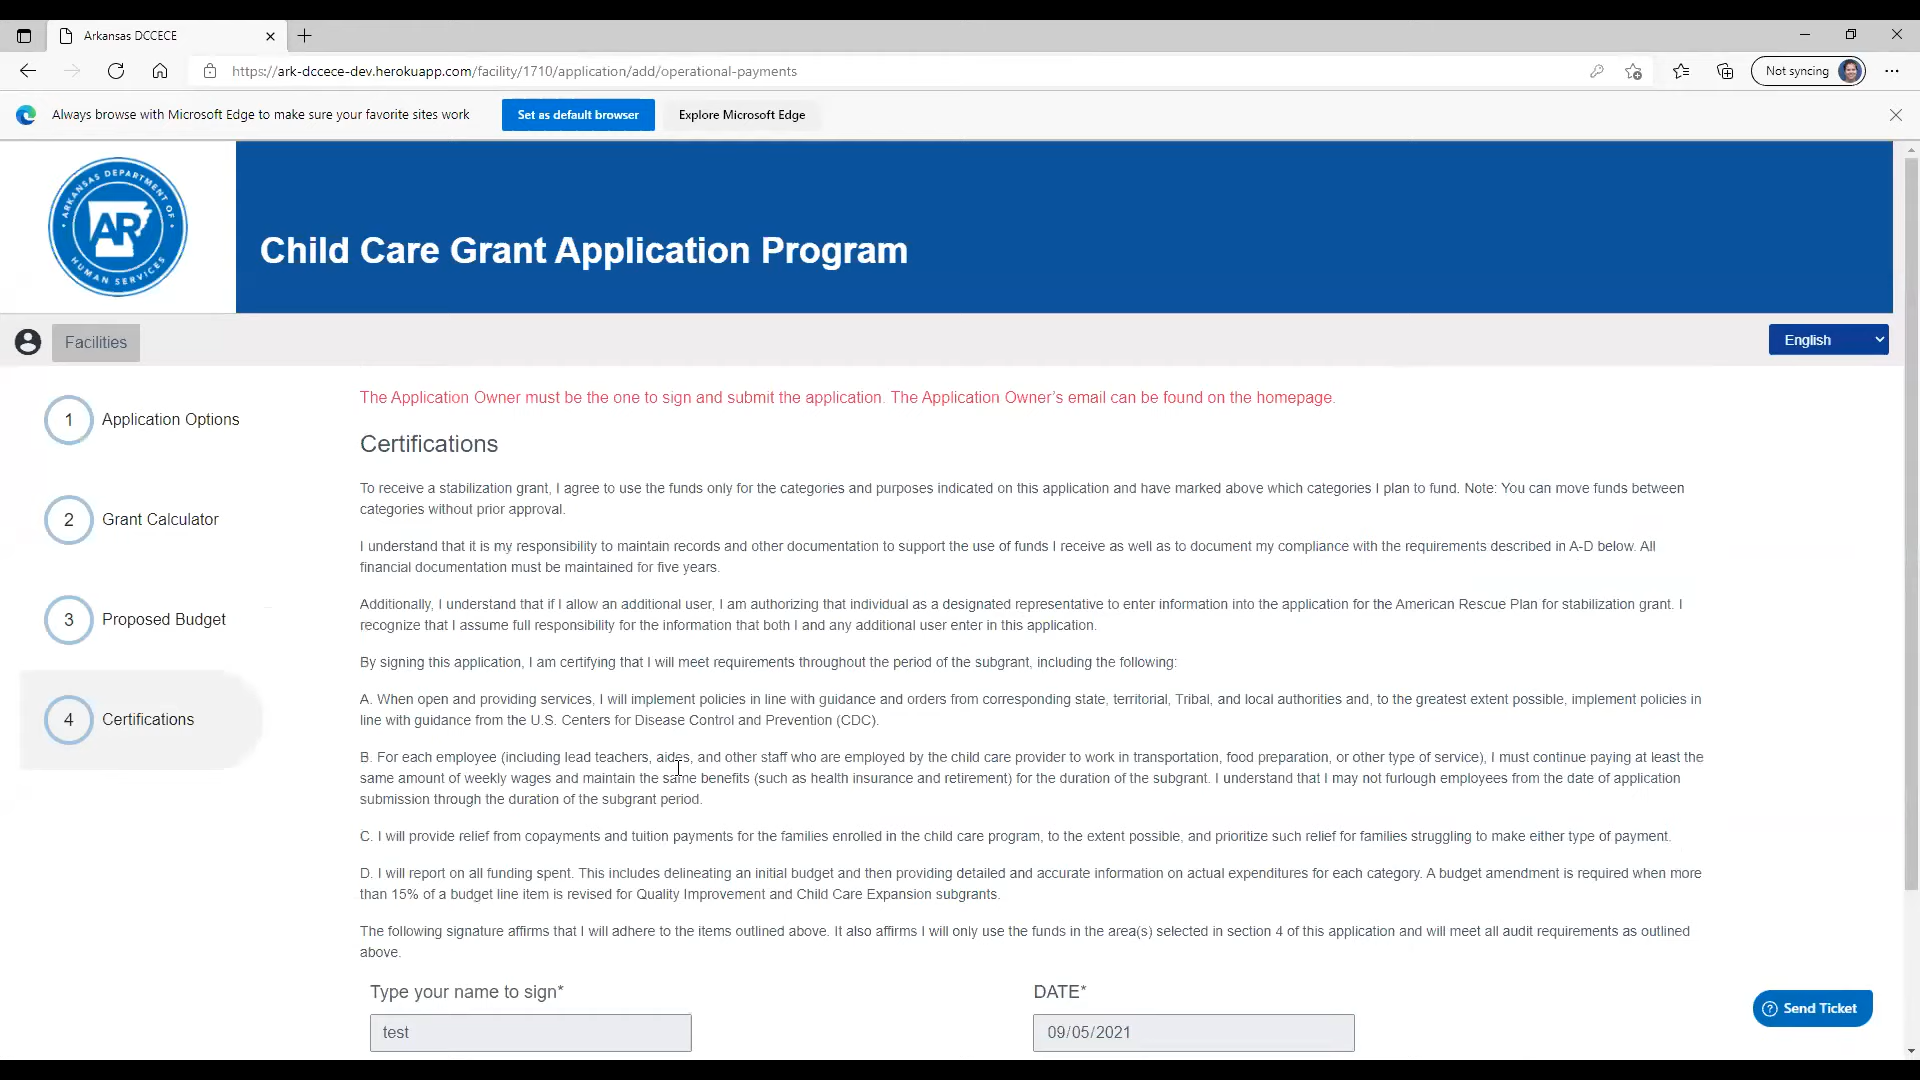 Arkansas DCCECE
https://ark-dccece-dev.herokuapp.com/facility/1710/application/add/operational-payments
Not syncing
Always browse with Microsoft Edge to make sure your favorite sites work
Set as default browser
Explore Microsoft Edge
ARKANSAS DEPARTMENT OF
AR
HUMAN SERVICES
Child Care Grant Application Program
Facilities
English
1 Application Options
2 Grant Calculator
3 Proposed Budget
4 Certifications
The Application Owner must be the one to sign and submit the application. The Application Owner’s email can be found on the homepage.
Certifications
To receive a stabilization grant, I agree to use the funds only for the categories and purposes indicated on this application and have marked above which categories I plan to fund. Note: You can move funds between
categories without prior approval.
I understand that it is my responsibility to maintain records and other documentation to support the use of funds I receive as well as to document my compliance with the requirements described in A-D below. All
financial documentation must be maintained for five years.
Additionally, I understand that if I allow an additional user, I am authorizing that individual as a designated representative to enter information into the application for the American Rescue Plan for stabilization grant. I
recognize that I assume full responsibility for the information that both I and any additional user enter in this application.
By signing this application, I am certifying that I will meet requirements throughout the period of the subgrant, including the following:
A. When open and providing services, I will implement policies in line with guidance and orders from corresponding state, territorial, Tribal, and local authorities and, to the greatest extent possible, implement policies in
line with guidance from the U.S. Centers for Disease Control and Prevention (CDC).
B. For each employee (including lead teachers, aides, and other staff who are employed by the child care provider to work in transportation, food preparation, or other type of service), I must continue paying at least the
same amount of weekly wages and maintain the same benefits (such as health insurance and retirement) for the duration of the subgrant. I understand that I may not furlough employees from the date of application
submission through the duration of the subgrant period.
C. I will provide relief from copayments and tuition payments for the families enrolled in the child care program, to the extent possible, and prioritize such relief for families struggling to make either type of payment.
D. I will report on all funding spent. This includes delineating an initial budget and then providing detailed and accurate information on actual expenditures for each category. A budget amendment is required when more
than 15% of a budget line item is revised for Quality Improvement and Child Care Expansion subgrants.
The following signature affirms that I will adhere to the items outlined above. It also affirms I will only use the funds in the area(s) selected in section 4 of this application and will meet all audit requirements as outlined
above.
Type your name to sign*
DATE*
test
09/05/2021
Send Ticket